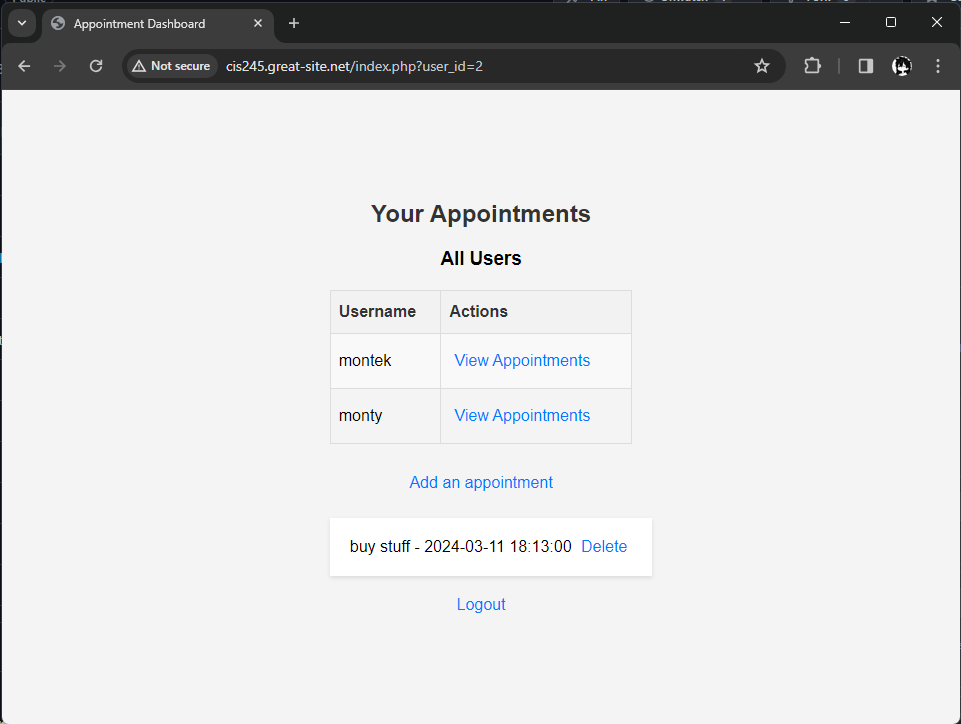 Appointment Dashboard
Not secure cis245.great-site.net/index.php?user_id=2
Your Appointments
All Users
Username Actions
montek View Appointments
monty View Appointments
Add an appointment
buy stuff - 2024-03-11 18:13:00 Delete
Logout